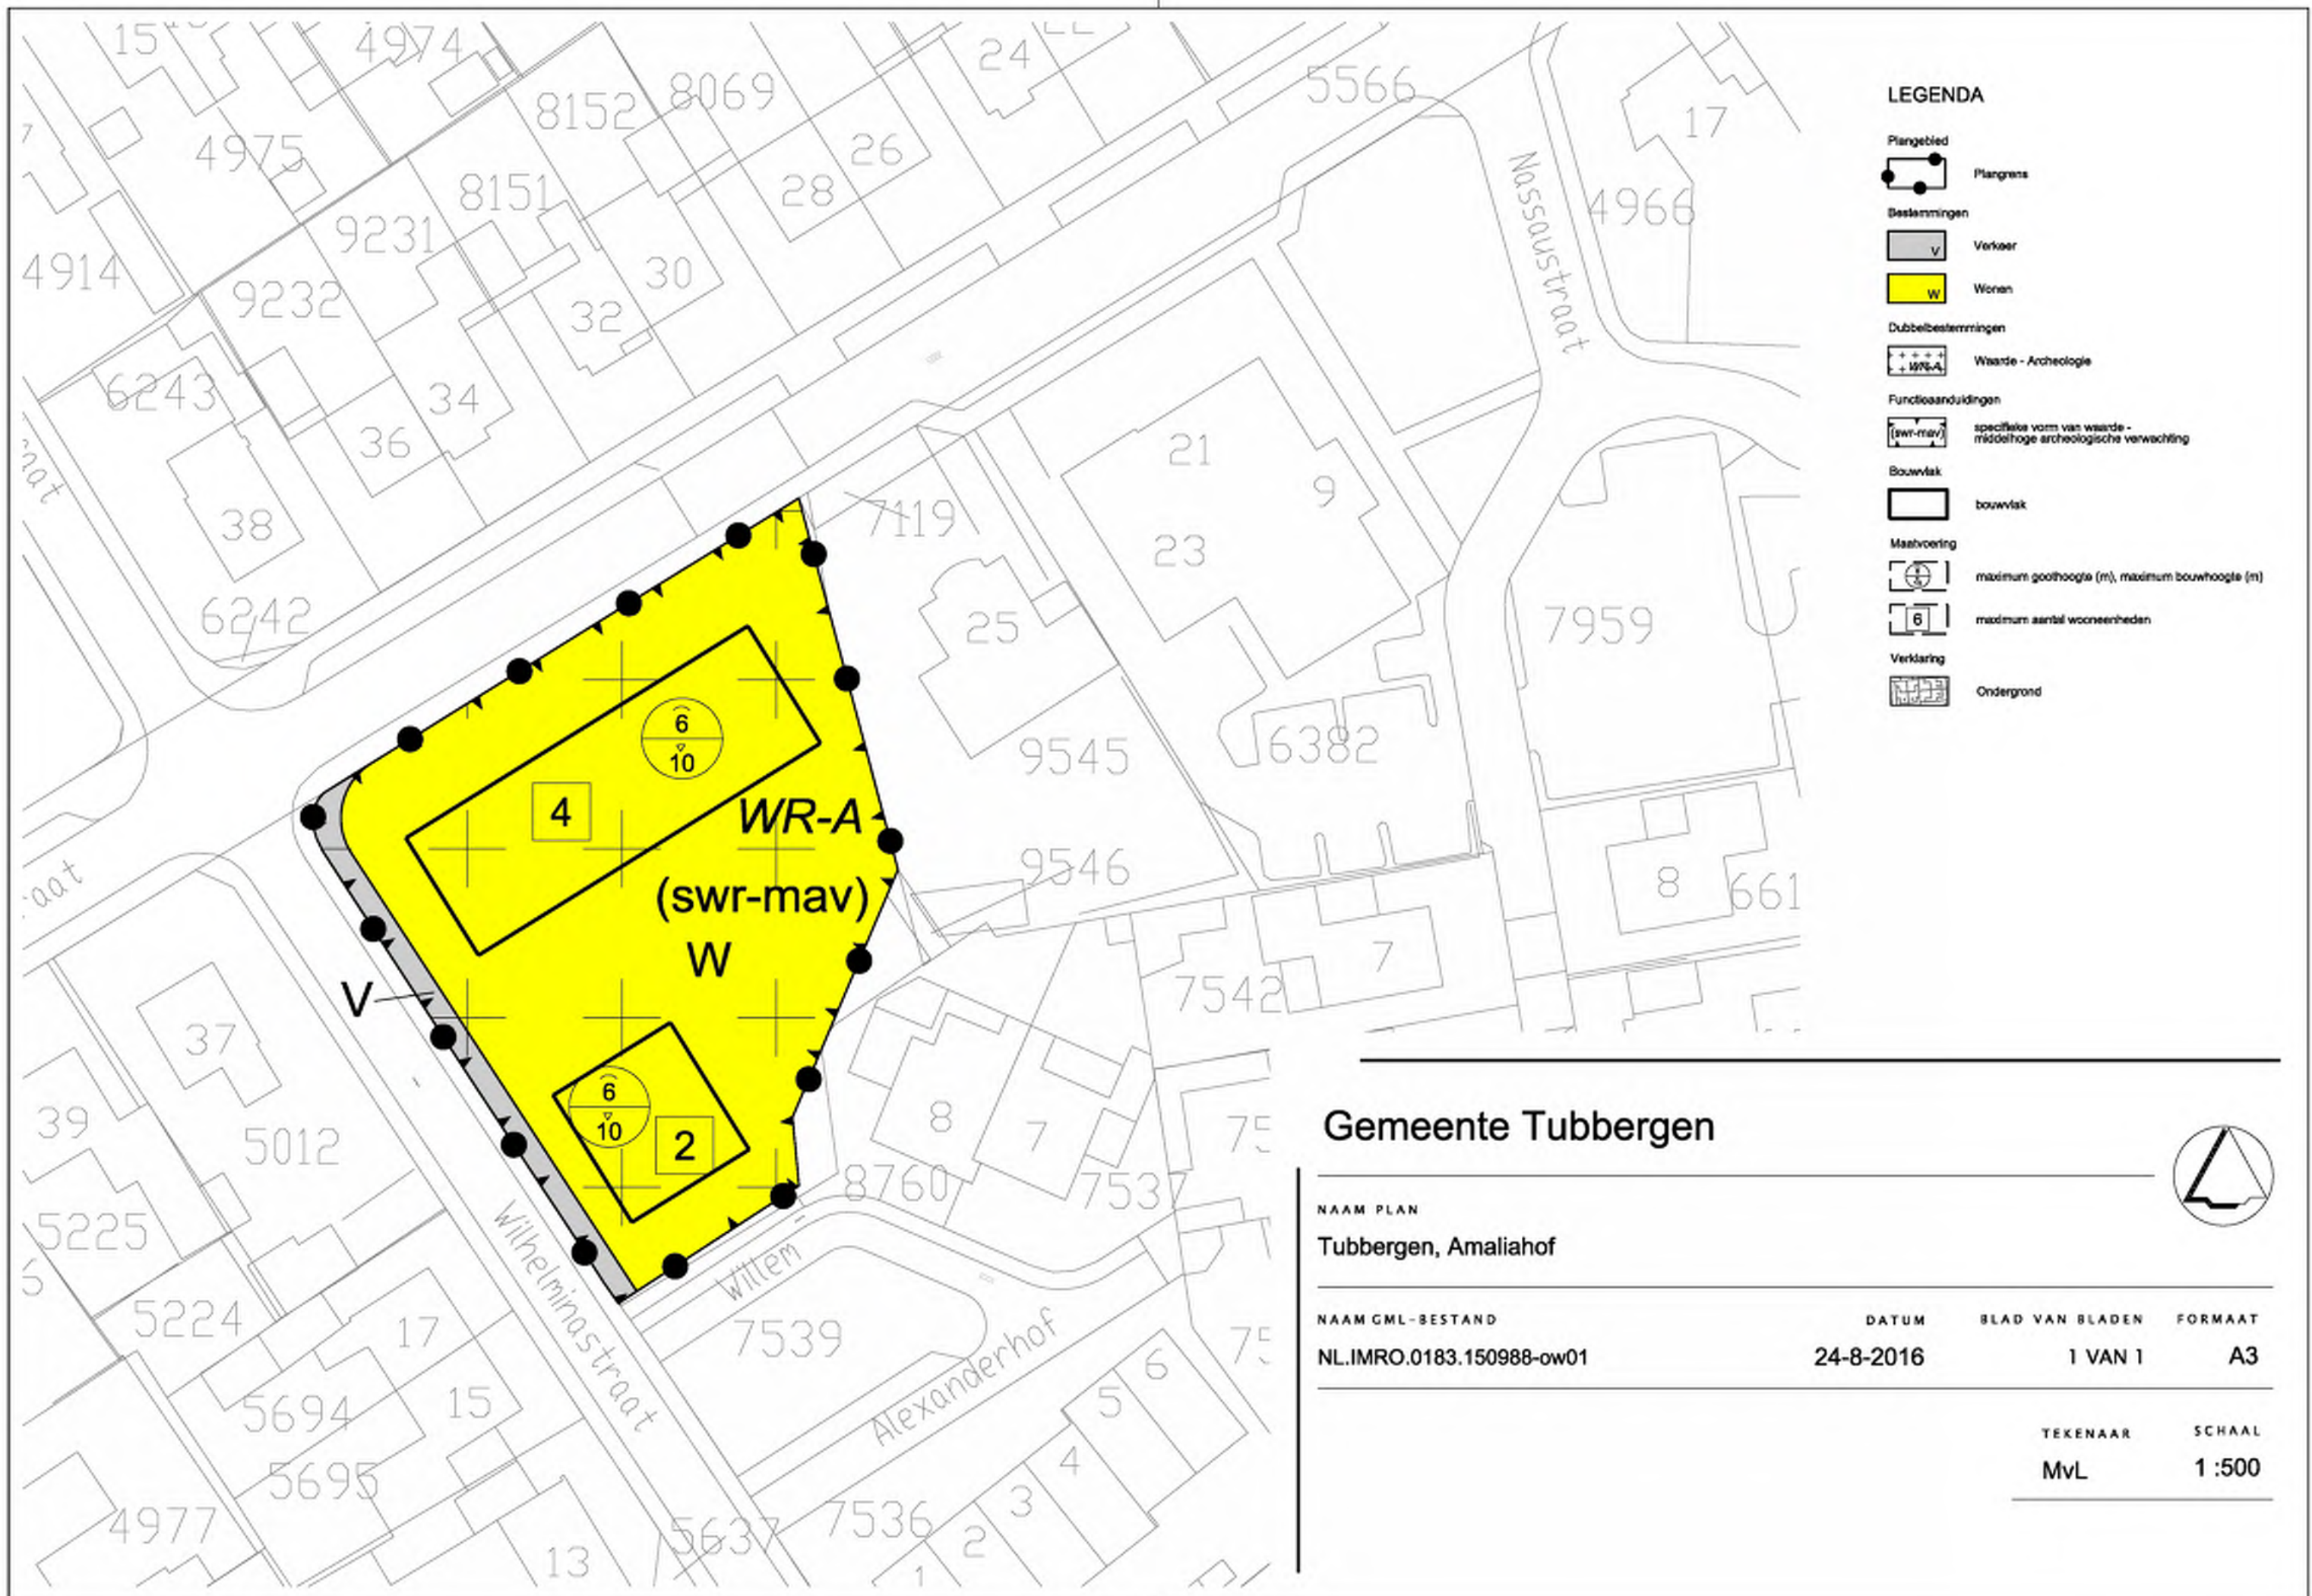 15
4974
24
5566
17
8069
8152
4975
26
28
8151
Nassaustraat
4966
9231
4914
9232
30
32
6243
34
36
21
9
38
7119
23
6242
25
7959
6
10
4
9545
6382
WR-A
9546
(swr-mav)
8
661
W
7
7542
V
37
39
6
10
2
8
7
5012
8760
7537
75
5225
Wilhelminastraat
Willem
5224
17
7539
Alexanderhof
75
6
5
5694
15
4
5695
3
4977
7536
5637
2
13
1
LEGENDA
Plangebied
Plangrens
Bestemmingen
V
Verkeer
W
Wonen
Dubbelbestemmingen
WR-A
Waarde - Archeologie
Functieaanduidingen
(swr-mav)
specifieke vorm van waarde -
middelhoge archeologische verwachting
Bouwvlak
bouwvlak
Maatvoering
maximum goothoogte (m), maximum bouwhoogte (m)
6
maximum aantal wooneenheden
Verklaring
Ondergrond
Gemeente Tubbergen
NAAM PLAN
Tubbergen, Amaliahof
NAAM GML-BESTAND DATUM BLAD VAN BLADEN FORMAAT
NL.IMRO.0183.150988-ow01 24-8-2016 1 VAN 1 A3
TEKENAAR SCHAAL
MvL 1 :500